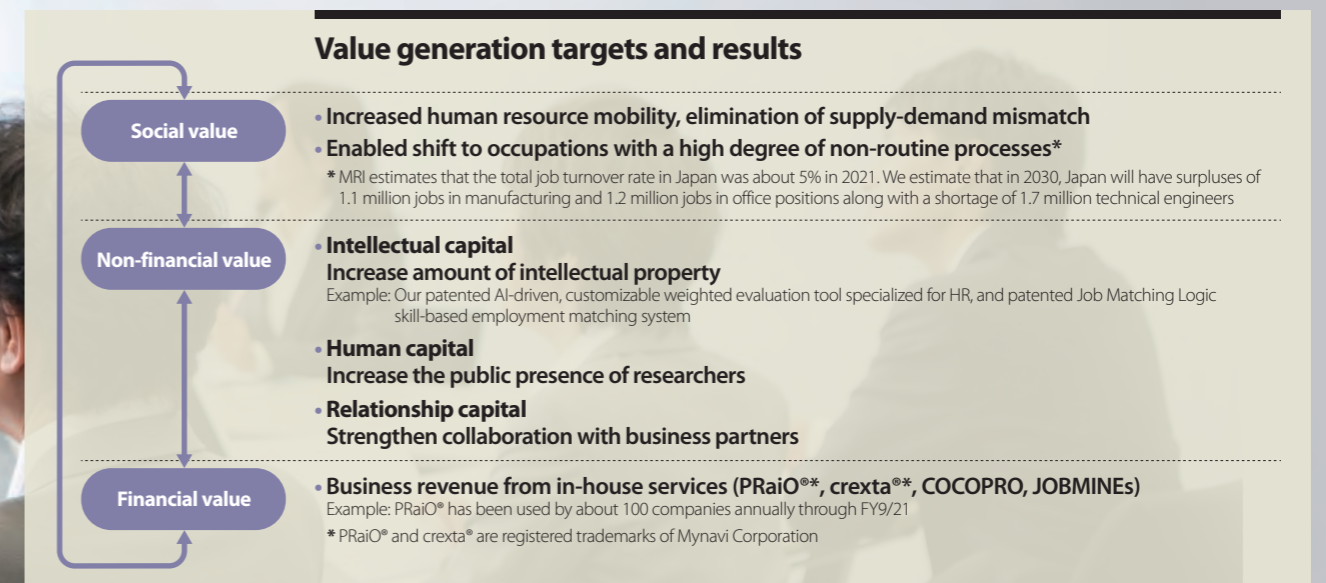 Value generation targets and results
Social value
• Increased human resource mobility, elimination of supply-demand mismatch
• Enabled shift to occupations with a high degree of non-routine processes*
* MRI estimates that the total job turnover rate in Japan was about 5% in 2021. We estimate that in 2030, Japan will have surpluses of
1.1 million jobs in manufacturing and 1.2 million jobs in office positions along with a shortage of 1.7 million technical engineers
Non-financial value
• Intellectual capital
Increase amount of intellectual property
Example: Our patented AI-driven, customizable weighted evaluation tool specialized for HR, and patented Job Matching Logic
skill-based employment matching system
• Human capital
Increase the public presence of researchers
• Relationship capital
Strengthen collaboration with business partners
Financial value
• Business revenue from in-house services (PRaiO®*, crexta®*, COCOPRO, JOBMINEs)
Example: PRaiO® has been used by about 100 companies annually through FY9/21
* PRaiO® and crexta® are registered trademarks of Mynavi Corporation